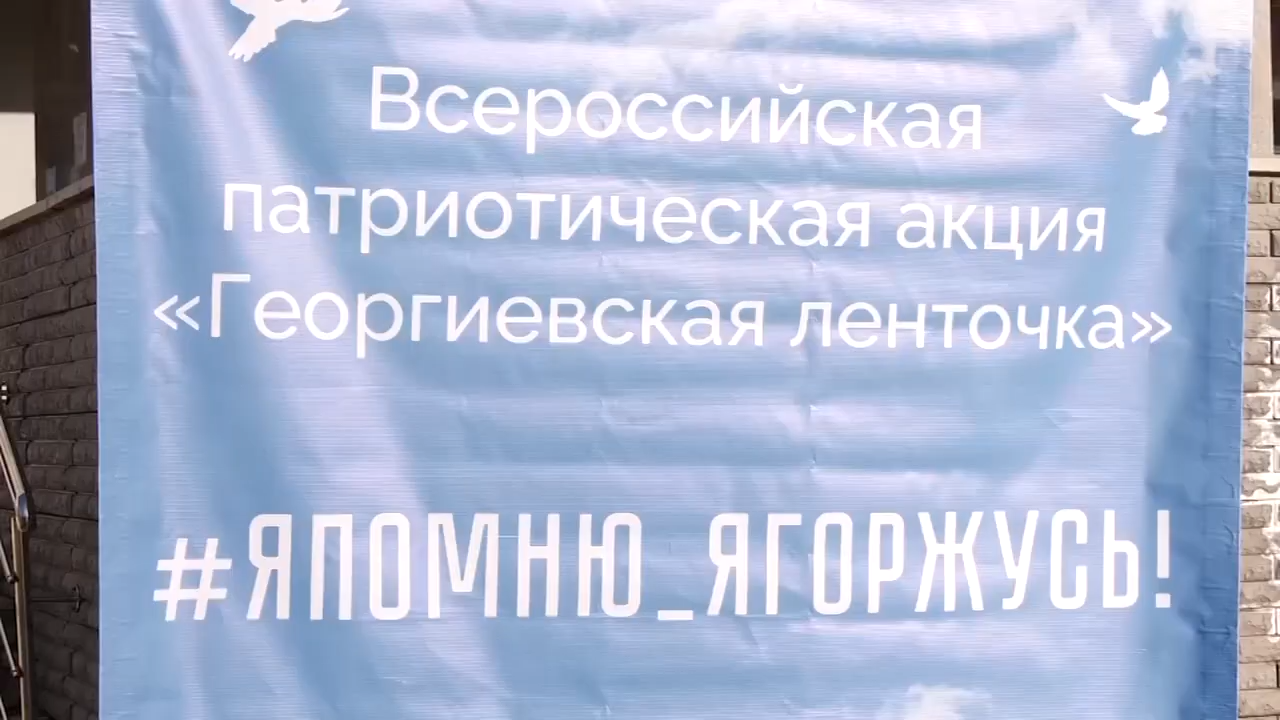 Всероссийская
патриотическая акция
«Георгиевская ленточка»
#ЯПОМНЮ_ЯГОРЖУСЬ!